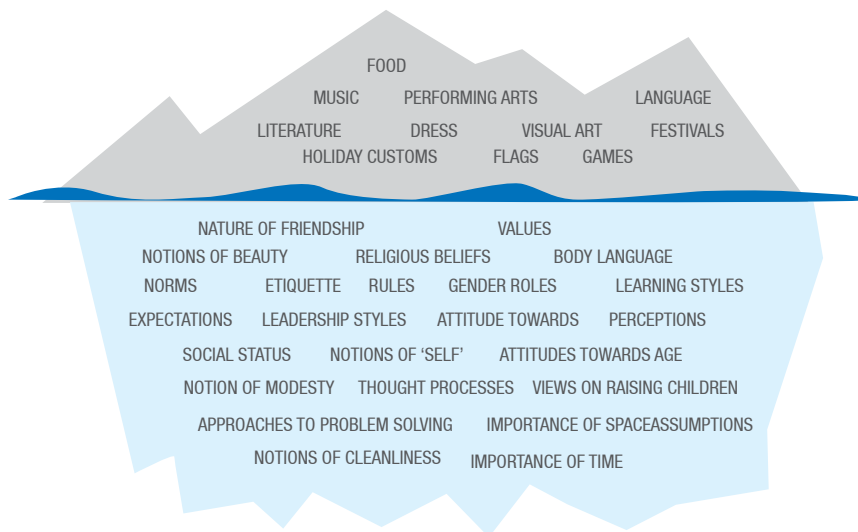 FOOD
MUSIC PERFORMING ARTS LANGUAGE
LITERATURE DRESS VISUAL ART FESTIVALS
HOLIDAY CUSTOMS FLAGS GAMES
NATURE OF FRIENDSHIP VALUES
NOTIONS OF BEAUTY RELIGIOUS BELIEFS BODY LANGUAGE
NORMS ETIQUETTE RULES GENDER ROLES LEARNING STYLES
EXPECTATIONS LEADERSHIP STYLES ATTITUDE TOWARDS PERCEPTIONS
SOCIAL STATUS NOTIONS OF ‘SELF’ ATTITUDES TOWARDS AGE
NOTION OF MODESTY THOUGHT PROCESSES VIEWS ON RAISING CHILDREN
APPROACHES TO PROBLEM SOLVING IMPORTANCE OF SPACEASSUMPTIONS
NOTIONS OF CLEANLINESS IMPORTANCE OF TIME